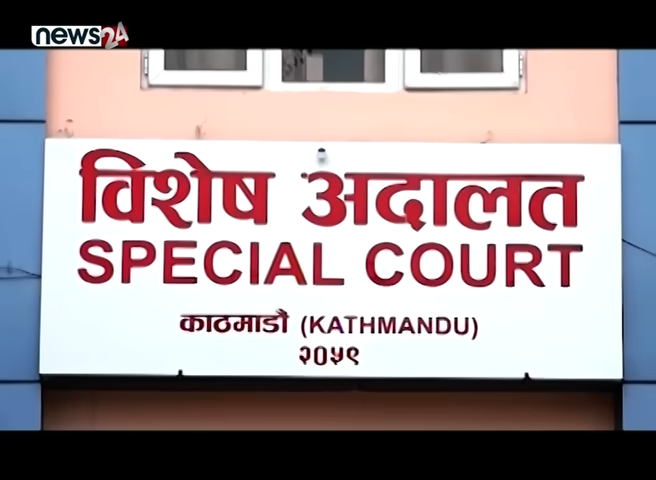 news24
विशेष अदालत
SPECIAL COURT
काठमाडौं (KATHMANDU)
२०५९